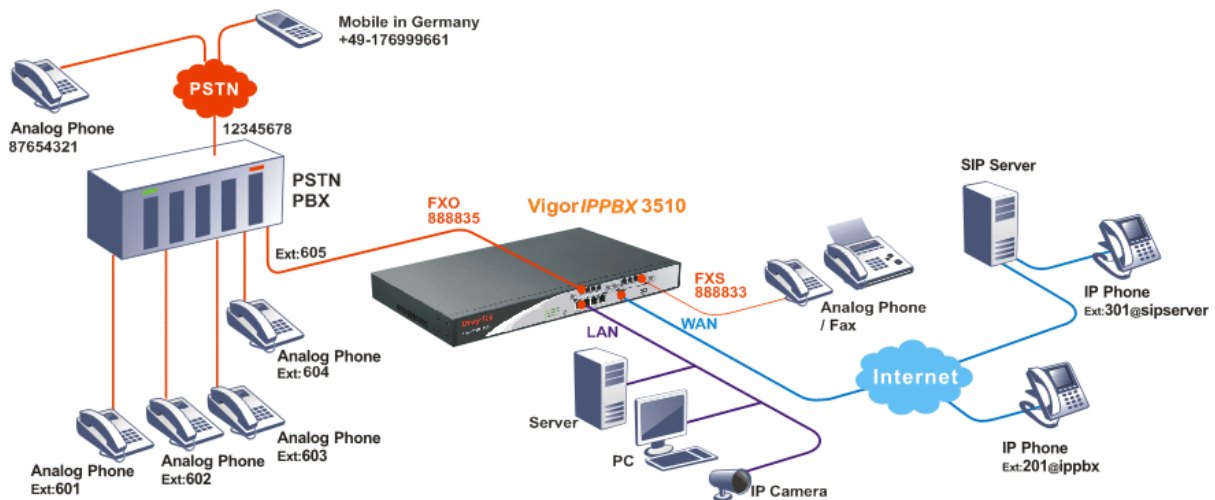 Mobile in Germany
+49-176999661
PSTN
Analog Phone
87654321
12345678
PSTN
PBX
FXO
888835
VigorIPPBX 3510
SIP Server
Ext:605
FXS
888833
Analog Phone
/ Fax
IP Phone
Ext:301@sipserver
LAN
WAN
Internet
Analog Phone
Ext:604
Server
PC
IP Camera
IP Phone
Ext:201@ippbx
Analog Phone
Ext:601
Analog Phone
Ext:602
Analog Phone
Ext:603